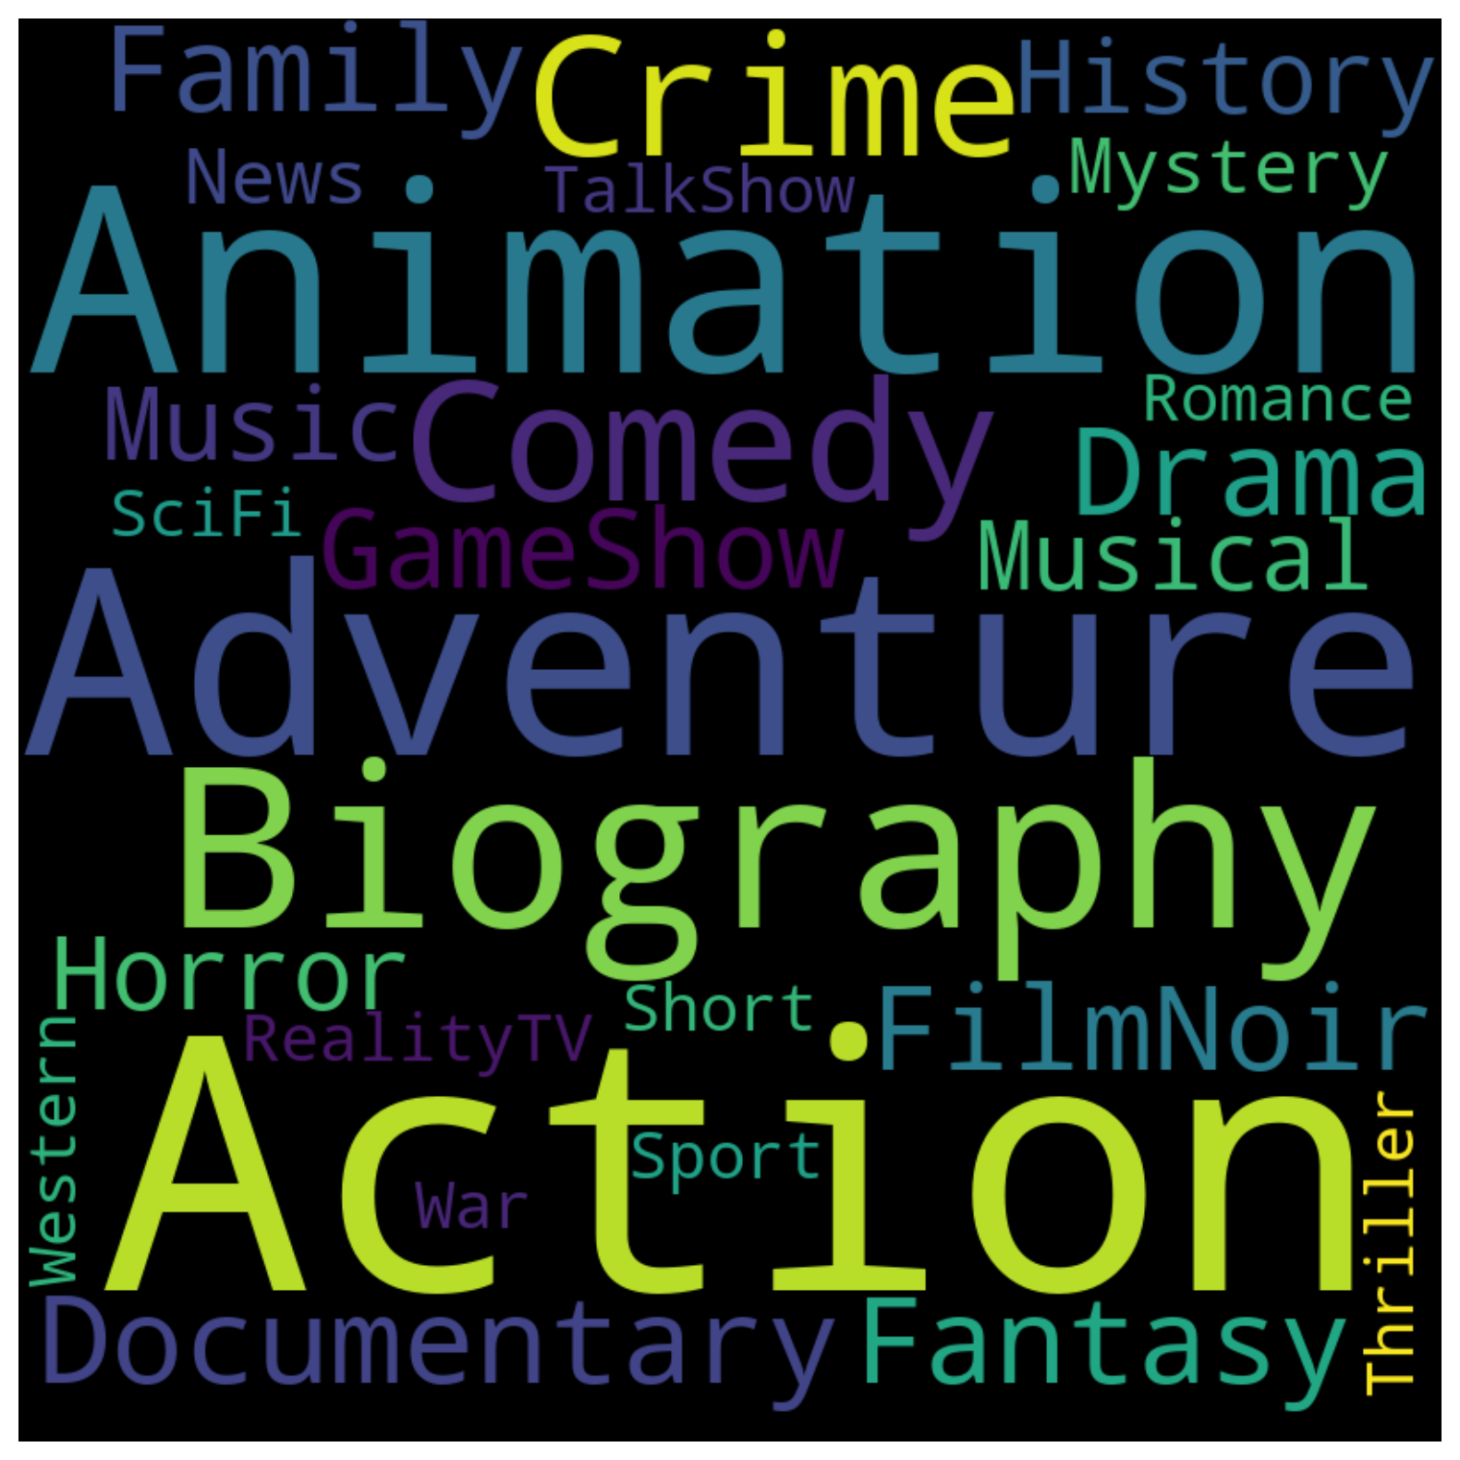 Family
Crime
History
News
TalkShow
Mystery
Animation
Music
Comedy
Romance
Drama
SciFi
GameShow
Musical
Adventure
Biography
Horror
Short
FilmNoir
RealityTV
Western
Action
Sport
War
Thriller
Documentary
Fantasy